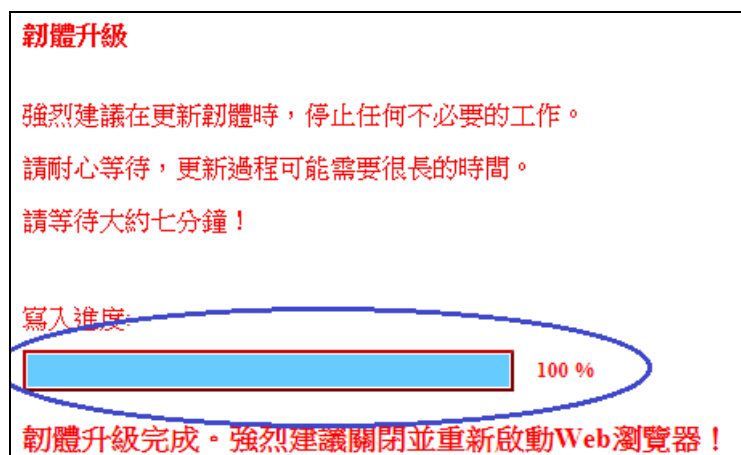 韌體升級
強烈建議在更新韌體時，停止任何不必要的工作。
請耐心等待，更新過程可能需要很長的時間。
請等待大約七分鐘！
寫入進度:
100 %
韌體升級完成。強烈建議關閉並重新啟動Web瀏覽器！